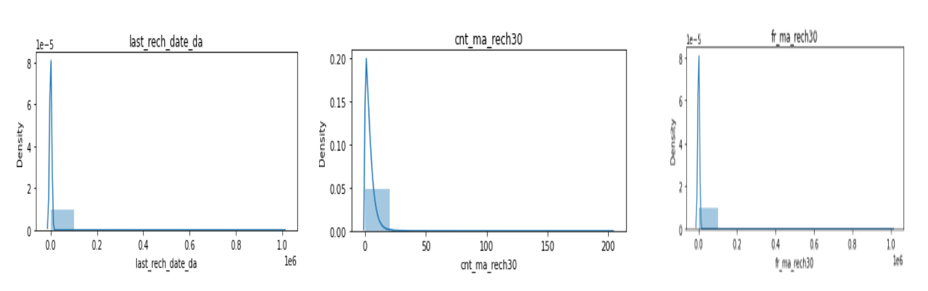 last_rech_date_da
1e-5
Density
8
6
4
2
0
0.0 0.2 0.4 0.6 0.8 1.0
1e6
last_rech_date_da
cnt_ma_rech30
Density
0.20
0.15
0.10
0.05
0.00
0 50 100 150 200
cnt_ma_rech30
fr_ma_rech30
1e-5
Density
8
6
4
2
0
0.0 0.2 0.4 0.6 0.8 1.0
1e6
fr_ma_rech30